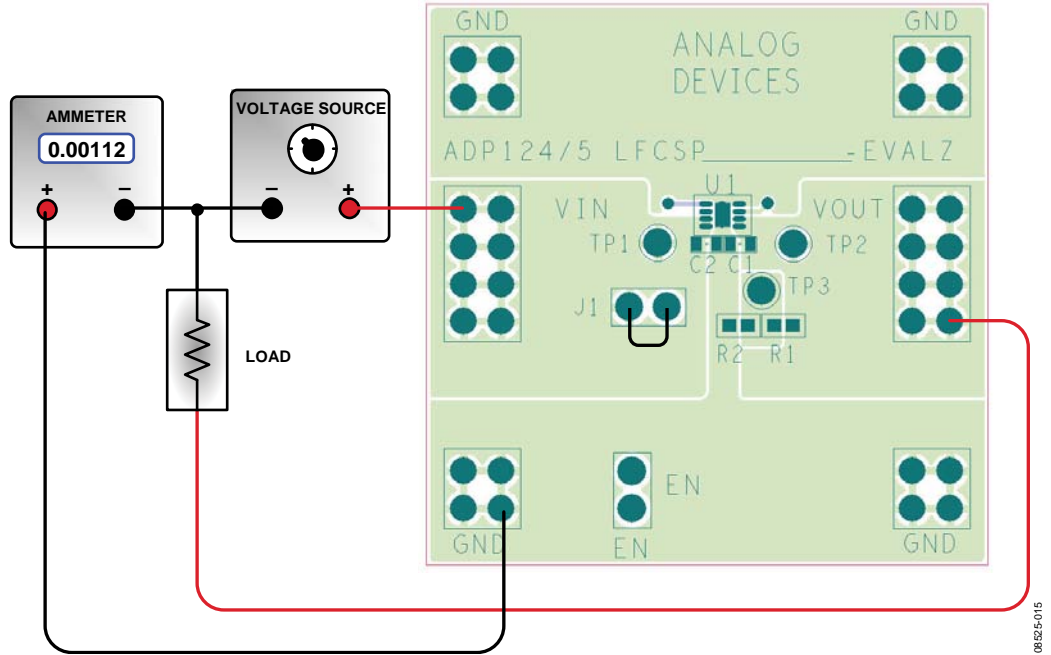 GND
GND
ANALOG
DEVICES
AMMETER
0.00112
+
−
VOLTAGE SOURCE
−
+
ADP124/5 LFCSP__________-EVALZ
U1
VIN
VOUT
TP1
TP2
C2 C1
TP3
J1
R2 R1
LOAD
EN
GND
EN
GND
08525-015